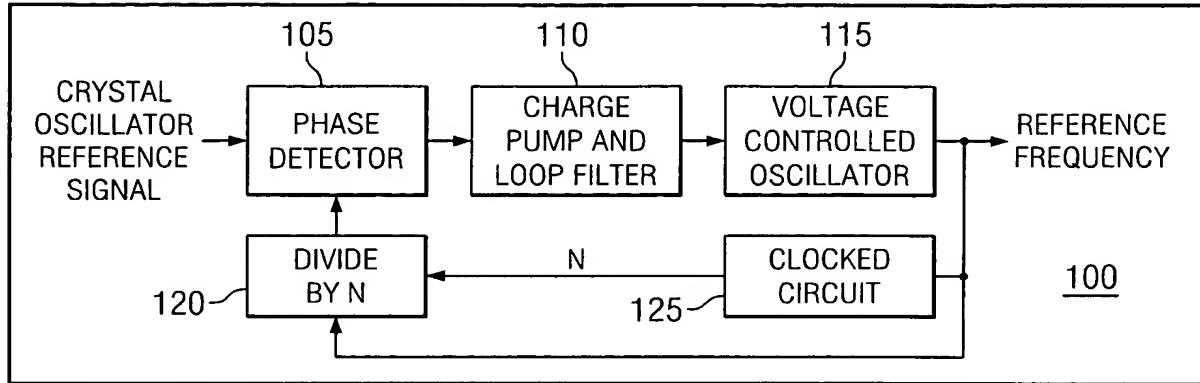 105
110
115
CRYSTAL
OSCILLATOR
REFERENCE
SIGNAL
PHASE
DETECTOR
CHARGE
PUMP AND
LOOP FILTER
VOLTAGE
CONTROLLED
OSCILLATOR
REFERENCE
FREQUENCY
DIVIDE
BY N
N
CLOCKED
CIRCUIT
120
125
100